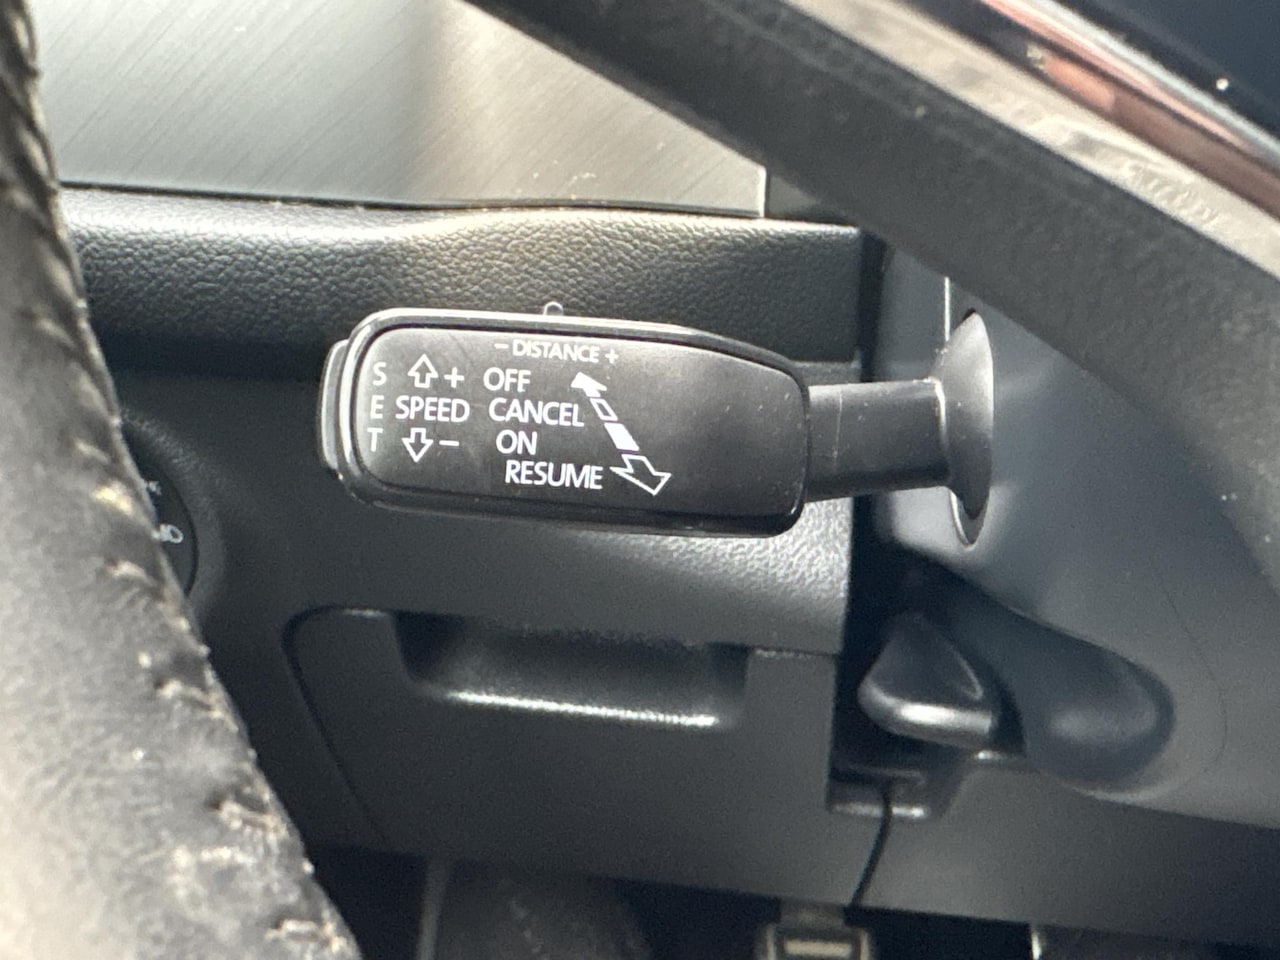 – DISTANCE +
S + OFF
E SPEED CANCEL
T – ON
RESUME